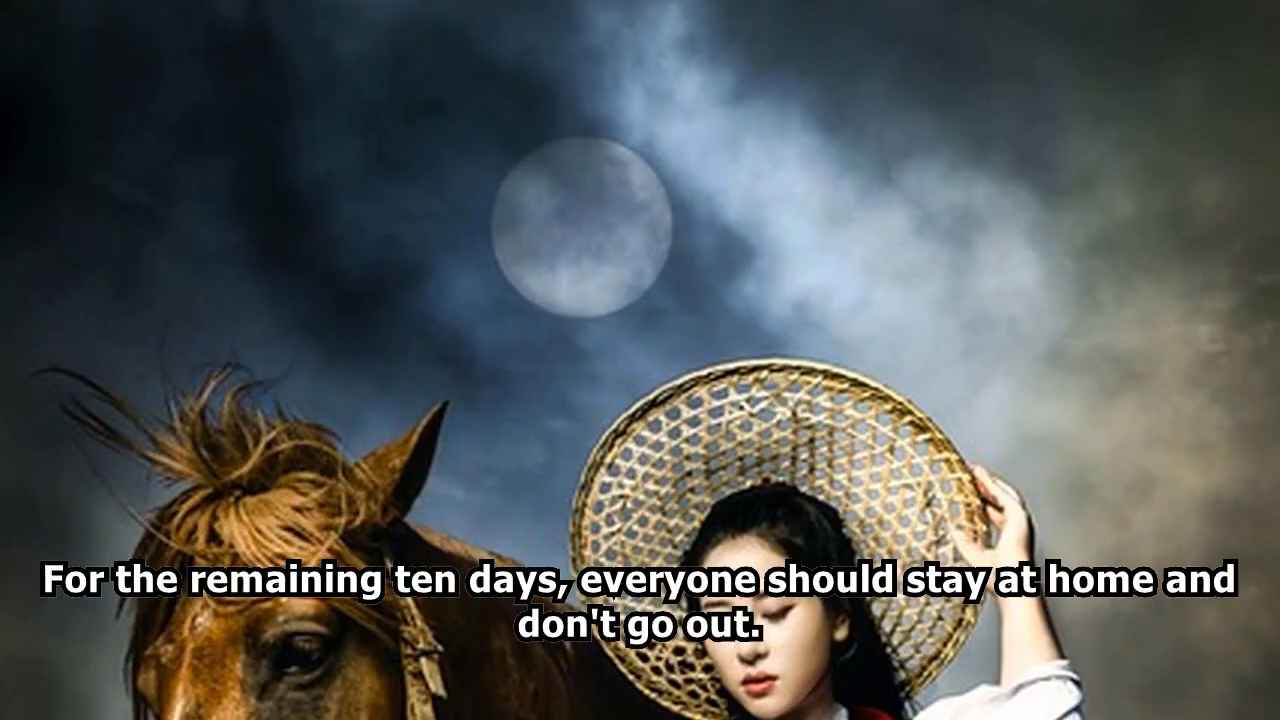 For the remaining ten days, everyone should stay at home and
don't go out.